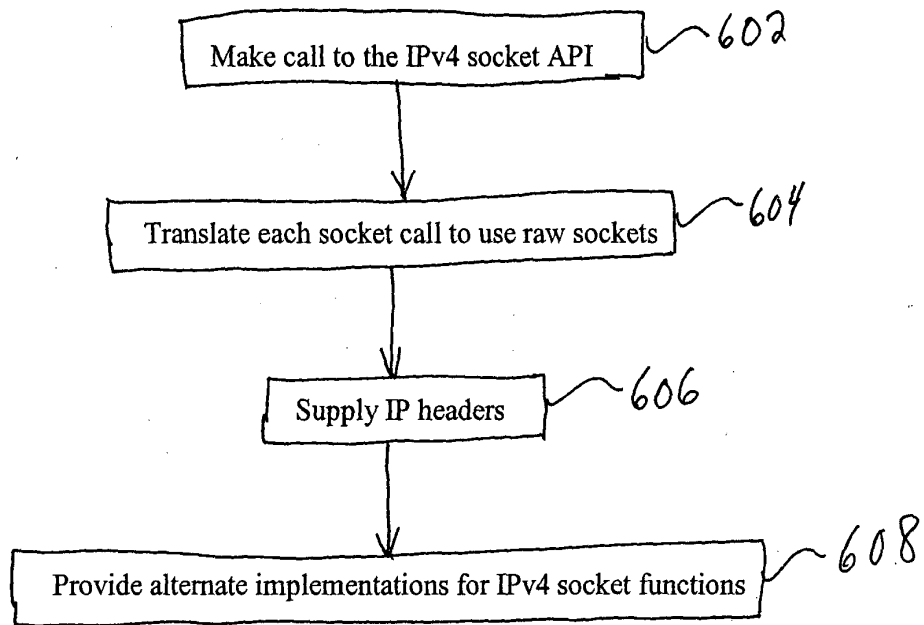 Make call to the IPv4 socket API
602
Translate each socket call to use raw sockets
604
Supply IP headers
606
Provide alternate implementations for IPv4 socket functions
608